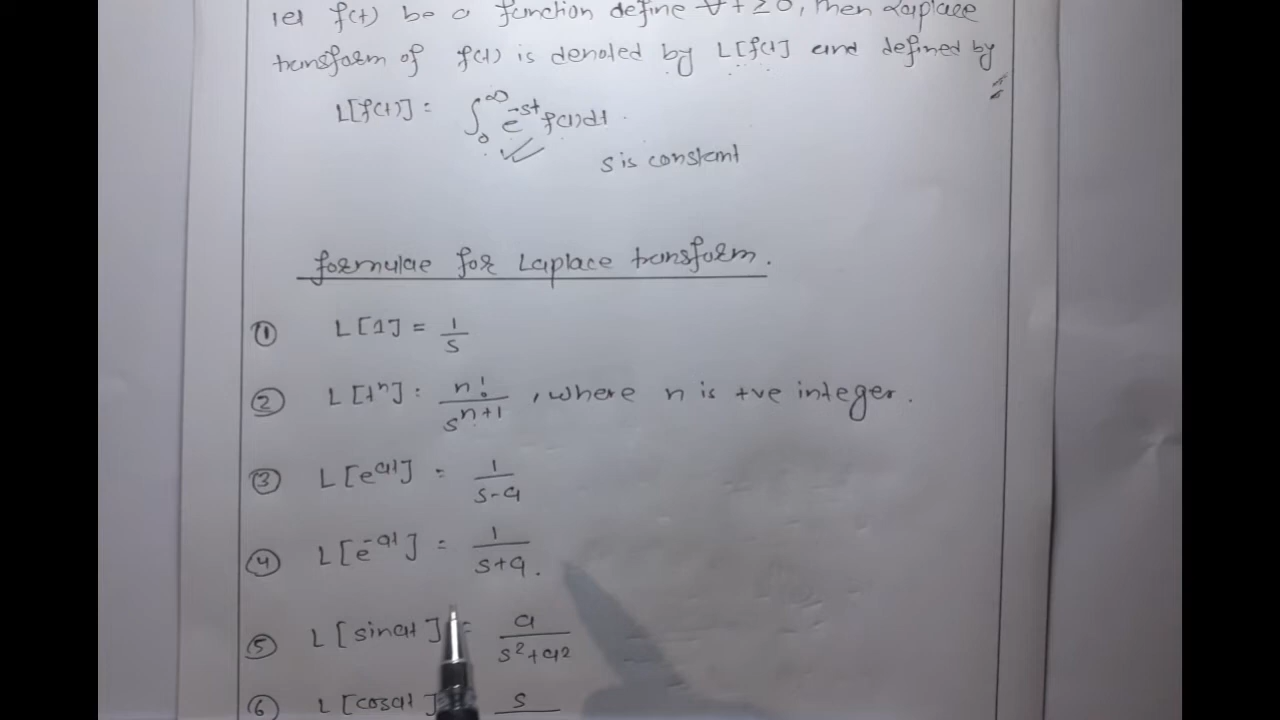 let f(t) be a function define ∀ t ≥ 0, then Laplace
transform of f(t) is denoted by L[f(t)] and defined by
L[f(t)] = ∫₀^∞ e^-st f(t)dt.
s is constant
formulae for Laplace transform.
① L[1] = 1/s
② L[t^n] = n!/s^(n+1), where n is +ve integer.
③ L[e^at] = 1/(s-a)
④ L[e^-at] = 1/(s+a).
⑤ L[sinat] = a/(s²+a²)
⑥ L[cosat] s